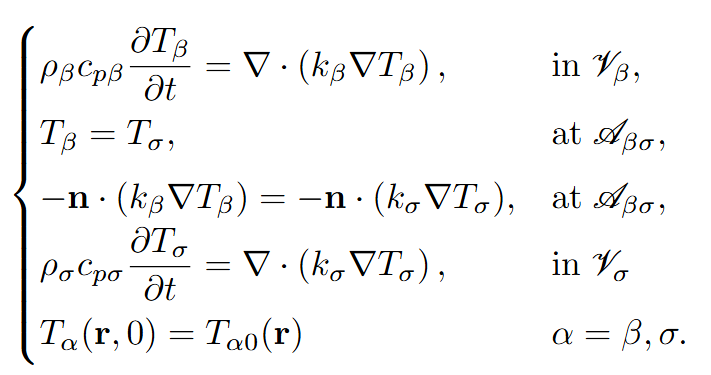 ρ_β c_{pβ} ∂T_β/∂t = ∇ · (k_β ∇T_β), in 𝒱_β,
T_β = T_σ, at 𝒜_{βσ},
−𝐧 · (k_β ∇T_β) = −𝐧 · (k_σ ∇T_σ), at 𝒜_{βσ},
ρ_σ c_{pσ} ∂T_σ/∂t = ∇ · (k_σ ∇T_σ), in 𝒱_σ
T_α(𝐫, 0) = T_{α0}(𝐫) α = β, σ.